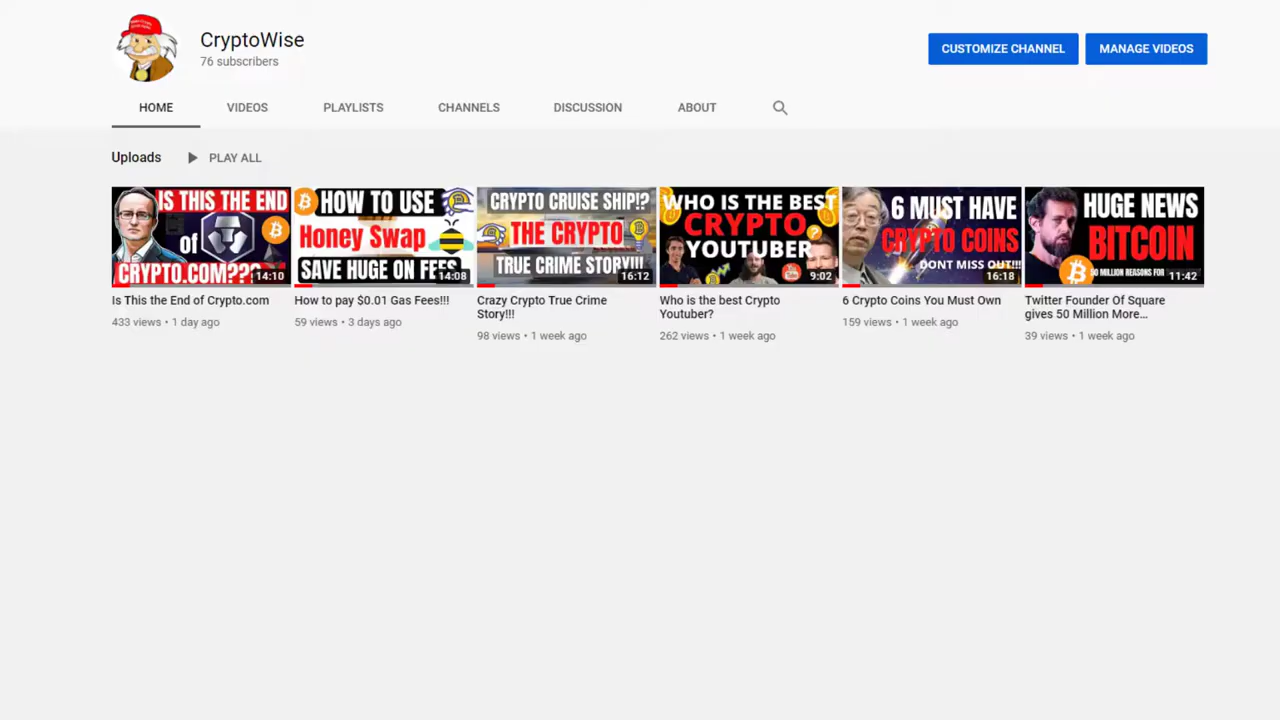 CryptoWise
76 subscribers
CUSTOMIZE CHANNEL
MANAGE VIDEOS
HOME
VIDEOS
PLAYLISTS
CHANNELS
DISCUSSION
ABOUT
Uploads
PLAY ALL
IS THIS THE END
of
CRYPTO.COM???
14:10
Is This the End of Crypto.com
433 views • 1 day ago
HOW TO USE
Honey Swap
SAVE HUGE ON FEES
14:08
How to pay $0.01 Gas Fees!!!
59 views • 3 days ago
CRYPTO CRUISE SHIP!?
THE CRYPTO
TRUE CRIME STORY!!!
16:12
Crazy Crypto True Crime
Story!!!
98 views • 1 week ago
WHO IS THE BEST
CRYPTO
YOUTUBER
9:02
Who is the best Crypto
Youtuber?
262 views • 1 week ago
6 MUST HAVE
CRYPTO COINS
DONT MISS OUT!!!
16:18
6 Crypto Coins You Must Own
159 views • 1 week ago
HUGE NEWS
BITCOIN
MILLION REASONS FOR
11:42
Twitter Founder Of Square
gives 50 Million More...
39 views • 1 week ago